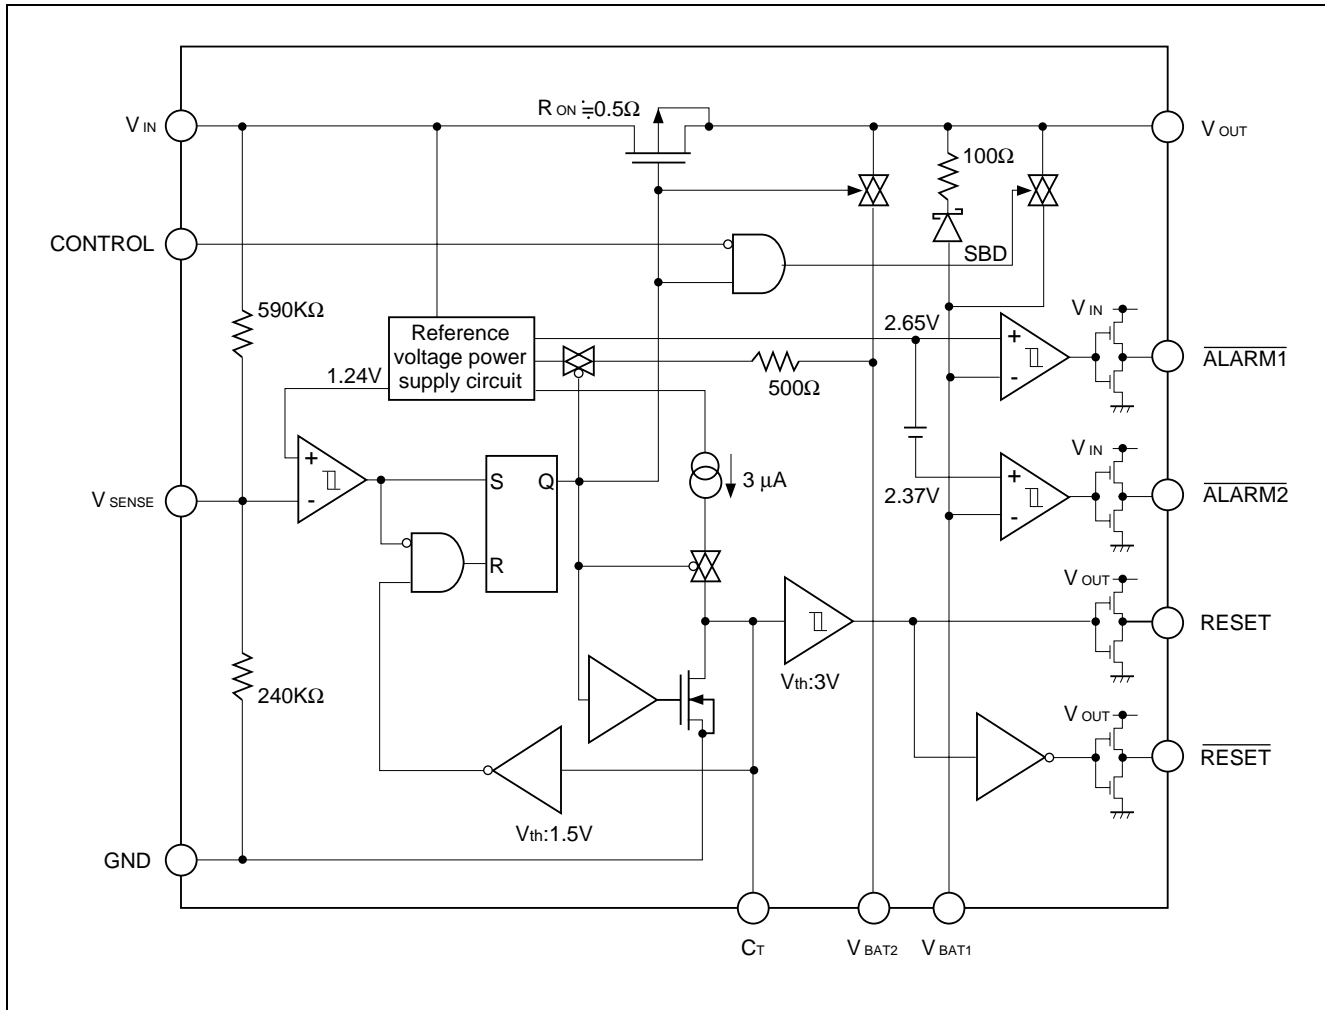 R ON ≒0.5Ω
V IN
V OUT
100Ω
CONTROL
SBD
590KΩ
V IN
Reference
voltage power
supply circuit
2.65V
ALARM1
1.24V
500Ω
+
-
+
-
V IN
S
Q
3 μA
+
-
2.37V
ALARM2
V SENSE
R
V OUT
RESET
Vth:3V
240KΩ
V OUT
RESET
Vth:1.5V
GND
CT
V BAT2
V BAT1